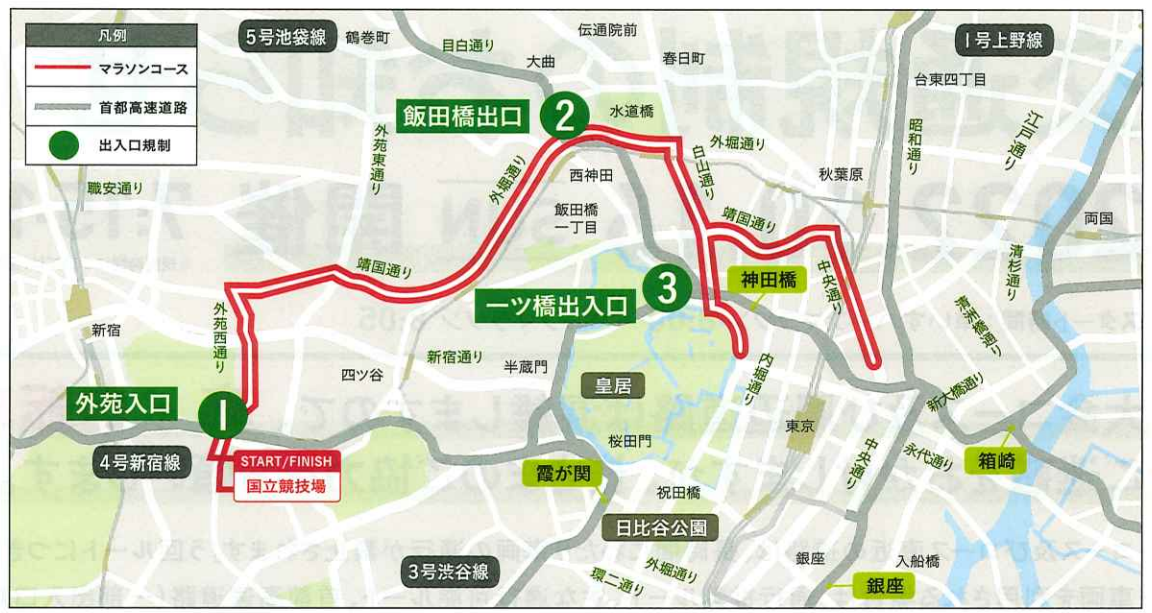 凡例
マラソンコース
首都高速道路
出入口規制
5号池袋線
鶴巻町
目白通り
大曲
伝通院前
春日町
1号上野線
台東四丁目
飯田橋出口
2
水道橋
外苑東通り
外堀通り
白山通り
外堀通り
昭和通り
江戸通り
職安通り
西神田
秋葉原
飯田橋
一丁目
靖国通り
両国
清杉通り
靖国通り
一ツ橋出入口
3
神田橋
中央通り
清洲橋通り
外苑西通り
新宿
新宿通り
半蔵門
四ツ谷
皇居
内堀通り
外苑入口
1
新大橋通り
4号新宿線
START/FINISH
国立競技場
桜田門
東京
中央通り
永代通り
箱崎
霞が関
祝田橋
日比谷公園
3号渋谷線
環二通り
外堀通り
銀座
入船橋
銀座